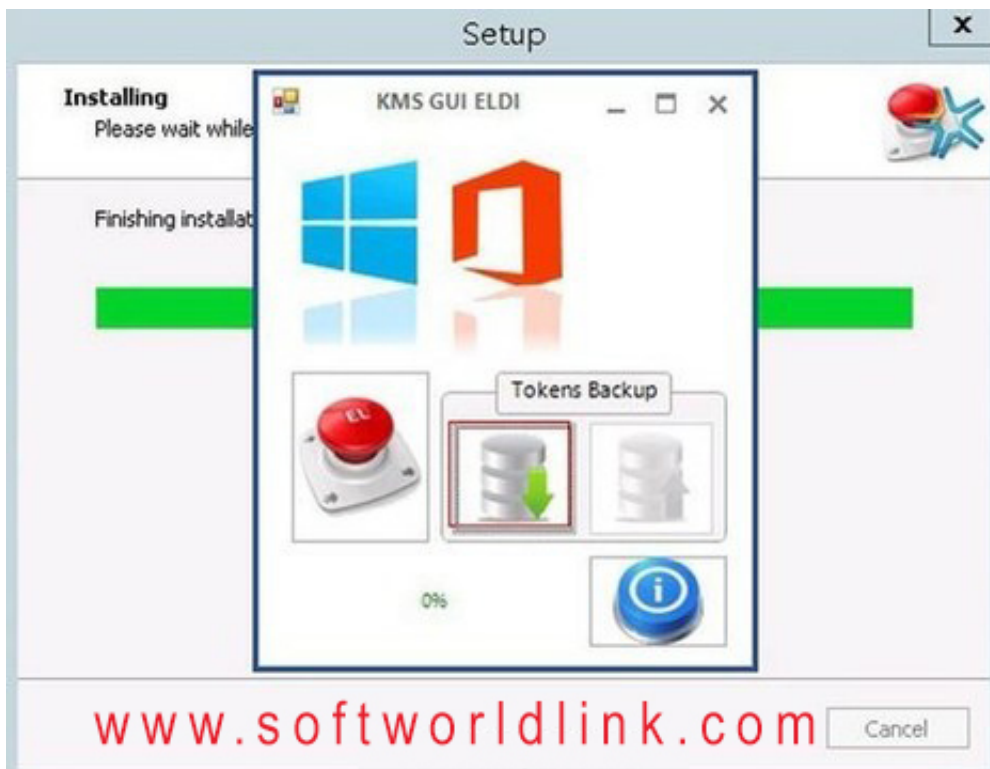 Setup
x
Installing
Please wait while
KMS GUI ELDI
Finishing installat
EL
Tokens Backup
i
0%
www.softworldlink.com
Cancel